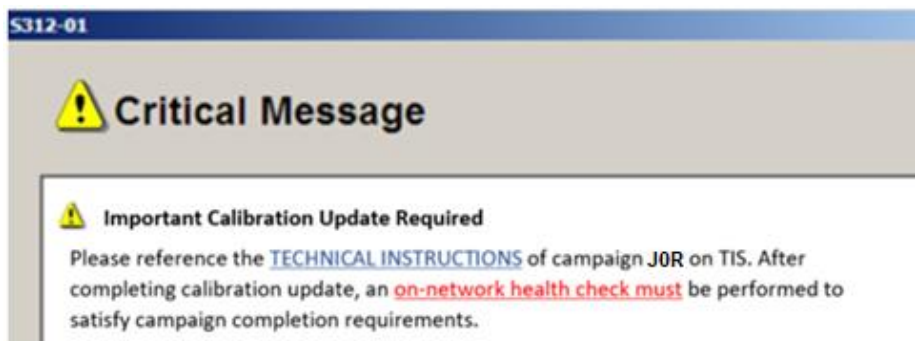 S312-01
Critical Message
Important Calibration Update Required
Please reference the TECHNICAL INSTRUCTIONS of campaign J0R on TIS. After
completing calibration update, an on-network health check must be performed to
satisfy campaign completion requirements.